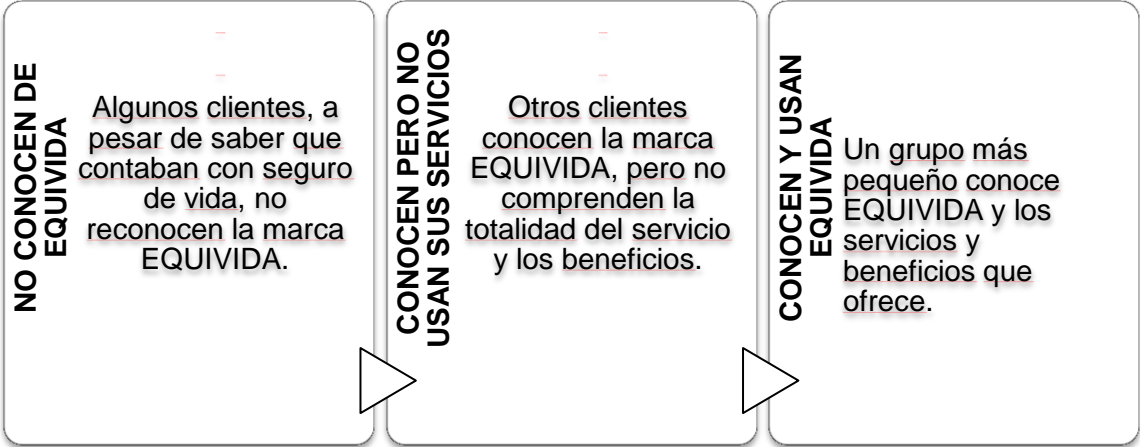 NO CONOCEN DE
EQUIVIDA
Algunos clientes, a
pesar de saber que
contaban con seguro
de vida, no
reconocen la marca
EQUIVIDA.
CONOCEN PERO NO
USAN SUS SERVICIOS
Otros clientes
conocen la marca
EQUIVIDA, pero no
comprenden la
totalidad del servicio
y los beneficios.
CONOCEN Y USAN
EQUIVIDA
Un grupo más
pequeño conoce
EQUIVIDA y los
servicios y
beneficios que
ofrece.